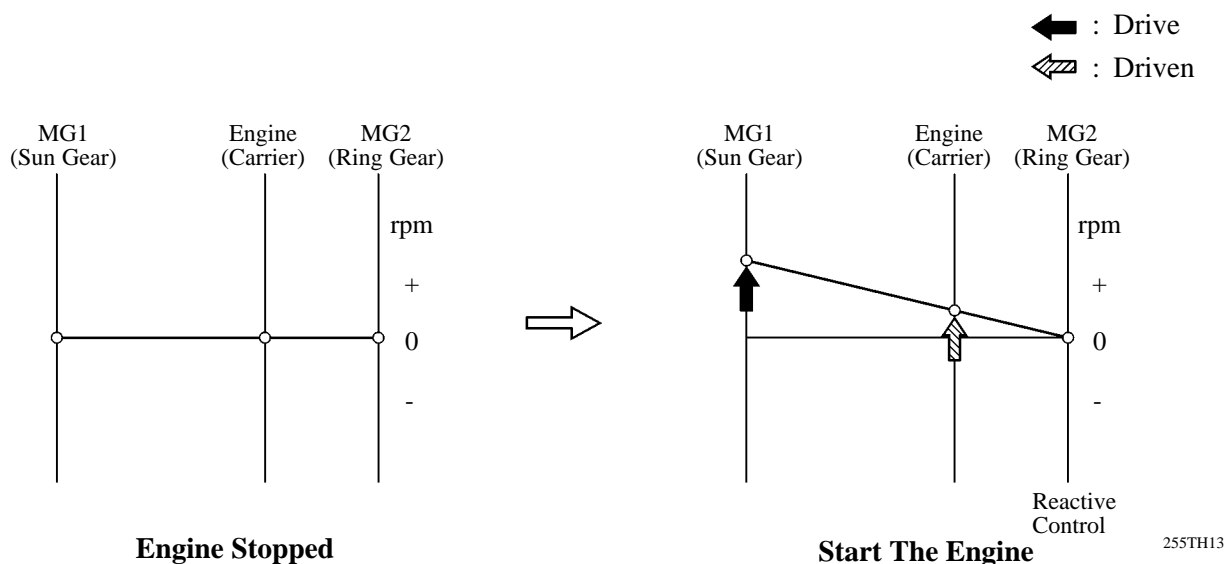 : Drive
: Driven
MG1
(Sun Gear)
Engine
(Carrier)
MG2
(Ring Gear)
rpm
+
0
-
Engine Stopped
MG1
(Sun Gear)
Engine
(Carrier)
MG2
(Ring Gear)
rpm
+
0
-
Reactive
Control
Start The Engine
255TH13